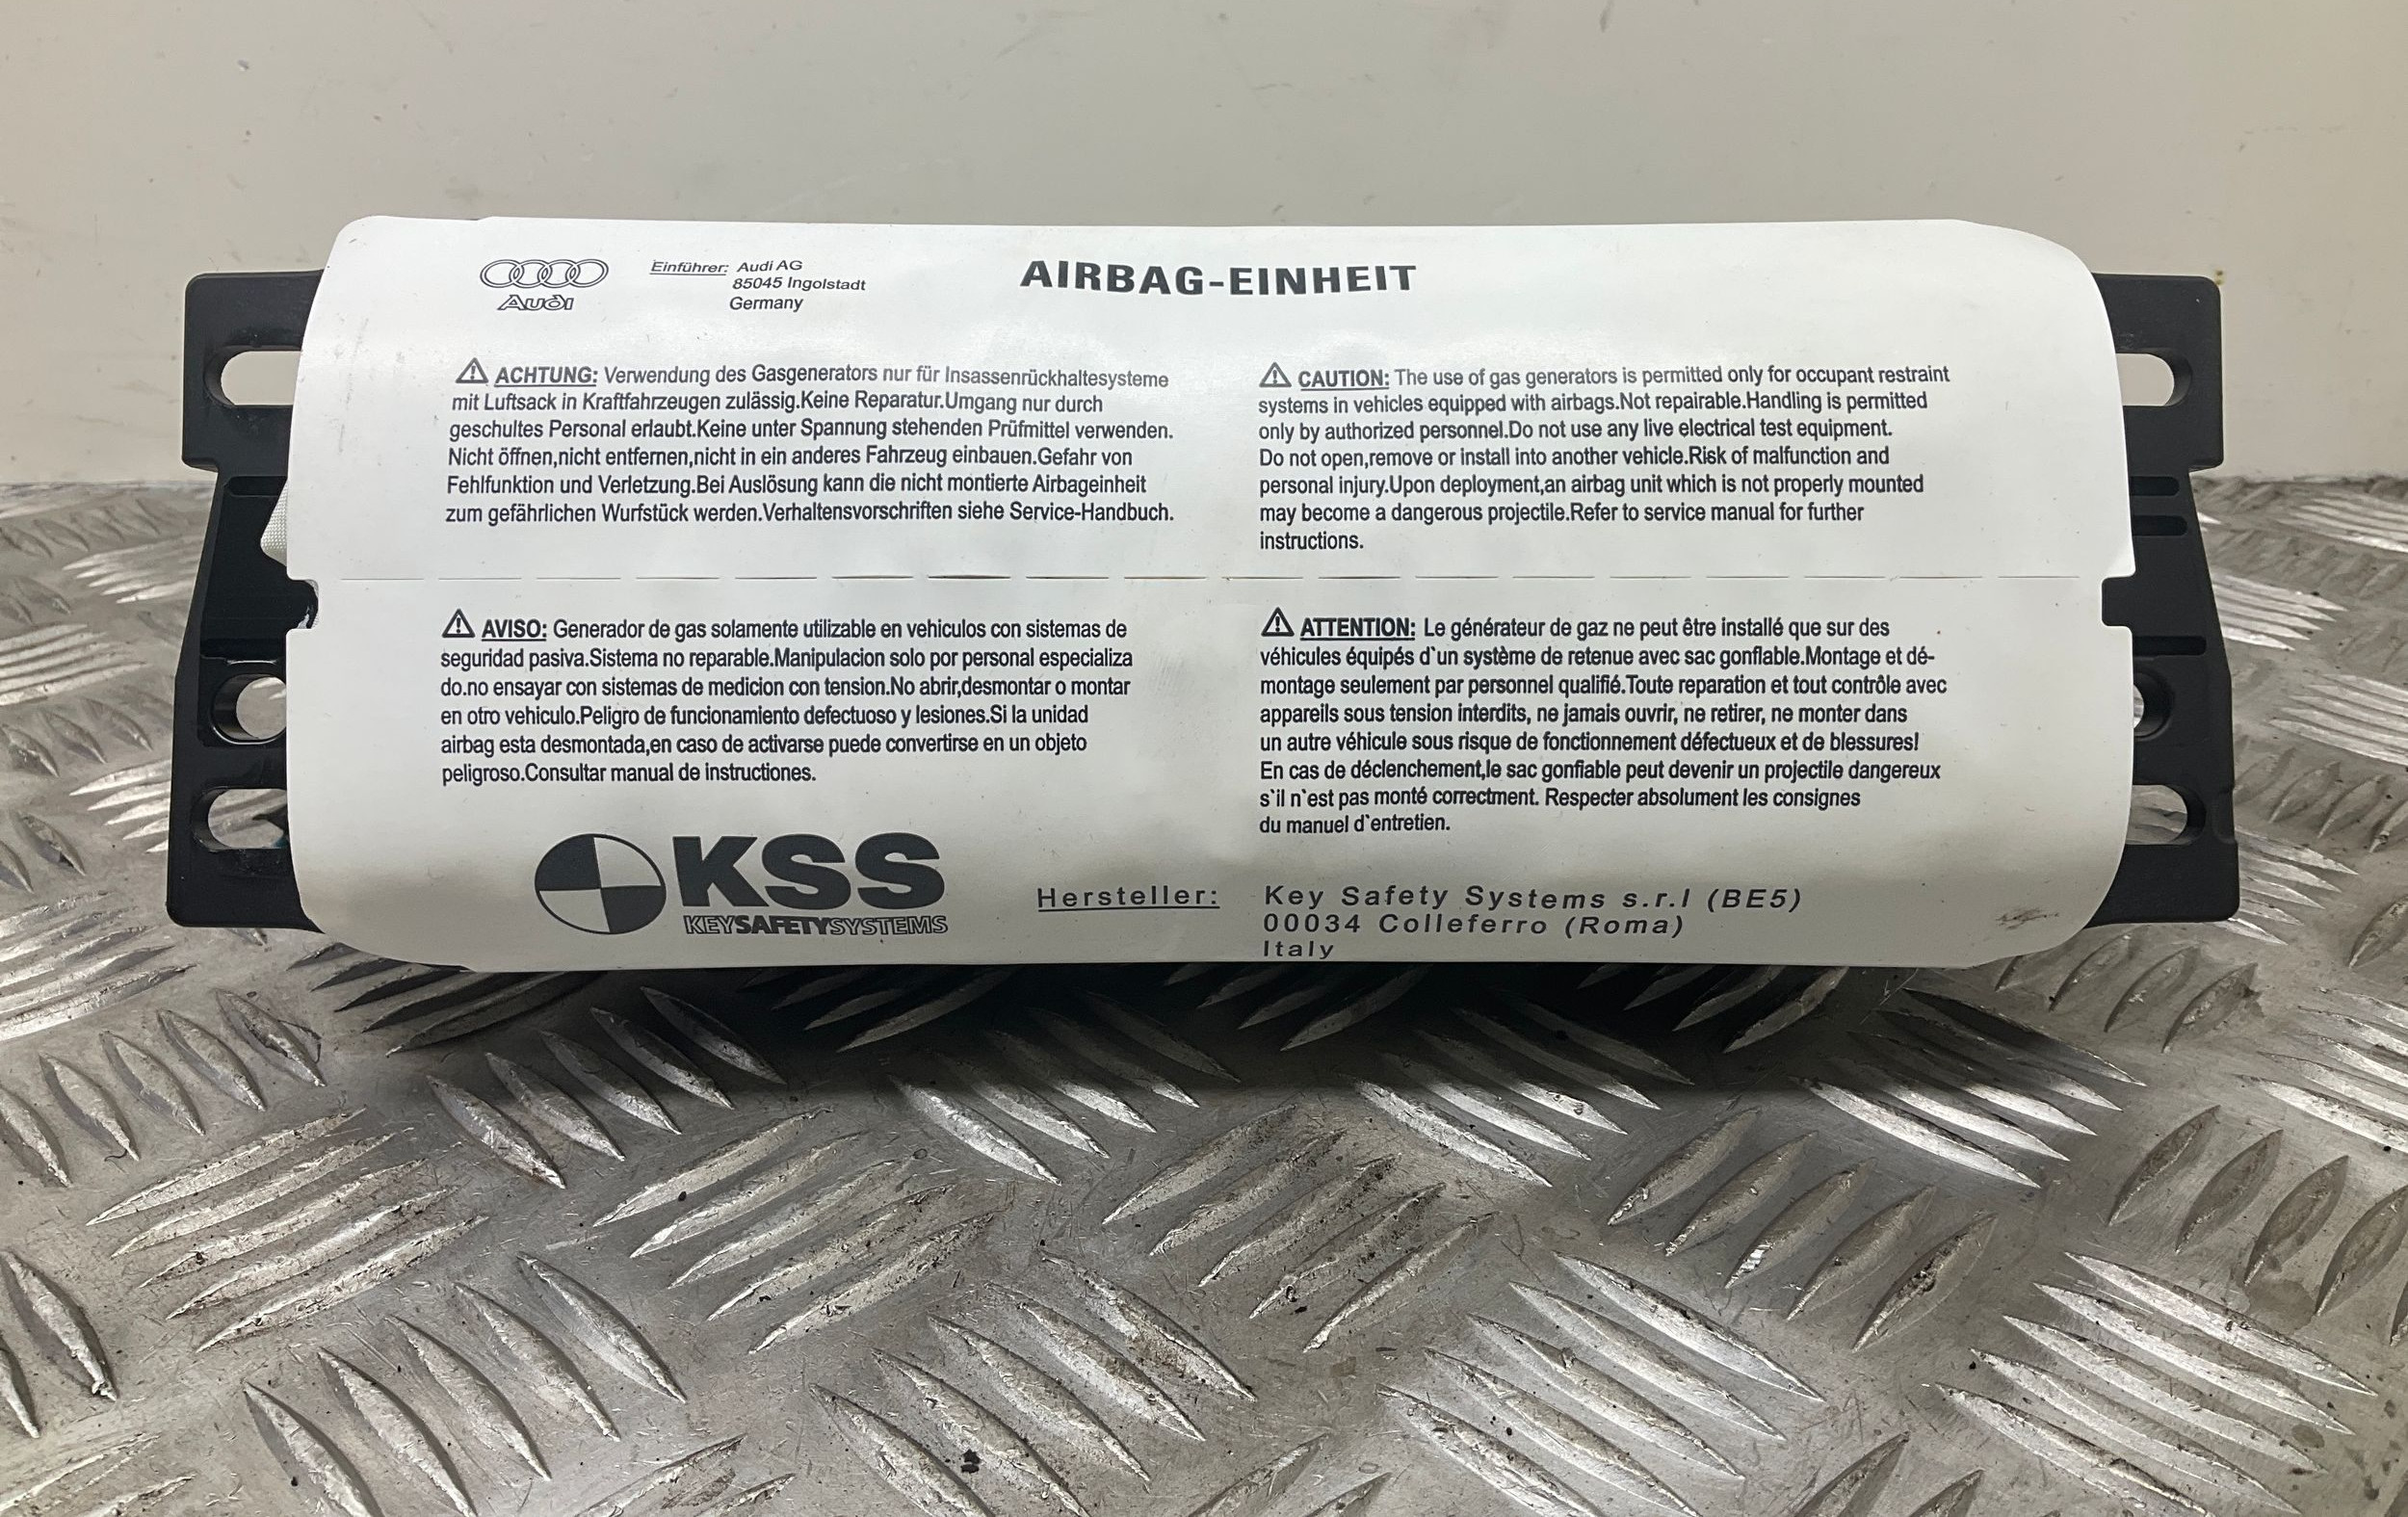 Audi
Einführer: Audi AG
85045 Ingolstadt
Germany
AIRBAG-EINHEIT
ACHTUNG: Verwendung des Gasgenerators nur für Insassenrückhaltesysteme
mit Luftsack in Kraftfahrzeugen zulässig.Keine Reparatur.Umgang nur durch
geschultes Personal erlaubt.Keine unter Spannung stehenden Prüfmittel verwenden.
Nicht öffnen,nicht entfernen,nicht in ein anderes Fahrzeug einbauen.Gefahr von
Fehlfunktion und Verletzung.Bei Auslösung kann die nicht montierte Airbageinheit
zum gefährlichen Wurfstück werden.Verhaltensvorschriften siehe Service-Handbuch.
CAUTION: The use of gas generators is permitted only for occupant restraint
systems in vehicles equipped with airbags.Not repairable.Handling is permitted
only by authorized personnel.Do not use any live electrical test equipment.
Do not open,remove or install into another vehicle.Risk of malfunction and
personal injury.Upon deployment,an airbag unit which is not properly mounted
may become a dangerous projectile.Refer to service manual for further
instructions.
AVISO: Generador de gas solamente utilizable en vehiculos con sistemas de
seguridad pasiva.Sistema no reparable.Manipulacion solo por personal especializa
do.no ensayar con sistemas de medicion con tension.No abrir,desmontar o montar
en otro vehiculo.Peligro de funcionamiento defectuoso y lesiones.Si la unidad
airbag esta desmontada,en caso de activarse puede convertirse en un objeto
peligroso.Consultar manual de instructiones.
ATTENTION: Le générateur de gaz ne peut être installé que sur des
véhicules équipés d`un système de retenue avec sac gonflable.Montage et dé-
montage seulement par personnel qualifié.Toute reparation et tout contrôle avec
appareils sous tension interdits, ne jamais ouvrir, ne retirer, ne monter dans
un autre véhicule sous risque de fonctionnement défectueux et de blessures!
En cas de déclenchement,le sac gonfiable peut devenir un projectile dangereux
s`il n`est pas monté correctment. Respecter absolument les consignes
du manuel d`entretien.
KSS
KEYSAFETYSYSTEMS
Hersteller: Key Safety Systems s.r.l (BE5)
00034 Colleferro (Roma)
Italy